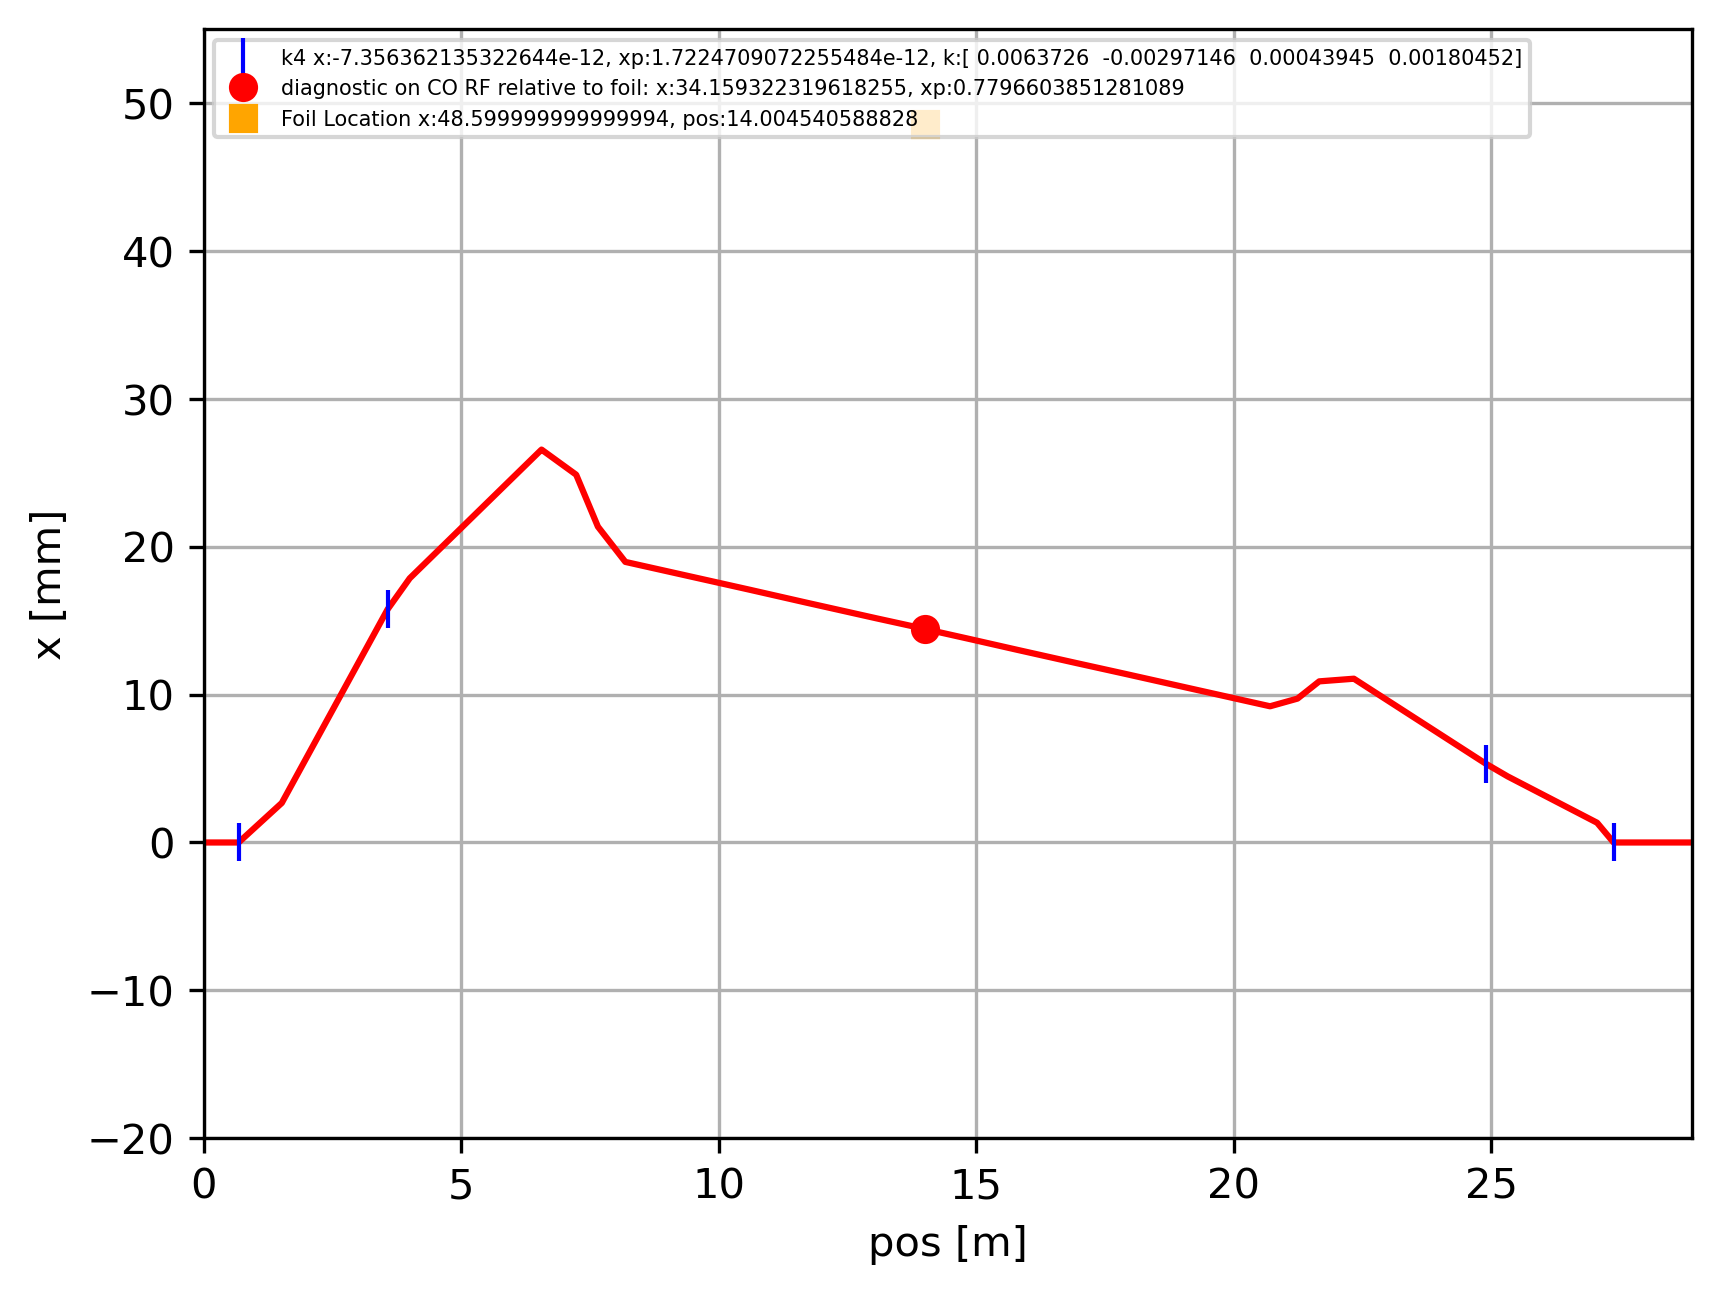 k4 x:-7.356362135322644e-12, xp:1.7224709072255484e-12, k:[ 0.0063726 -0.00297146 0.00043945 0.00180452]
diagnostic on CO RF relative to foil: x:34.159322319618255, xp:0.7796603851281089
Foil Location x:48.599999999999994, pos:14.004540588828
50
40
30
20
10
0
−10
−20
x [mm]
0 5 10 15 20 25
pos [m]